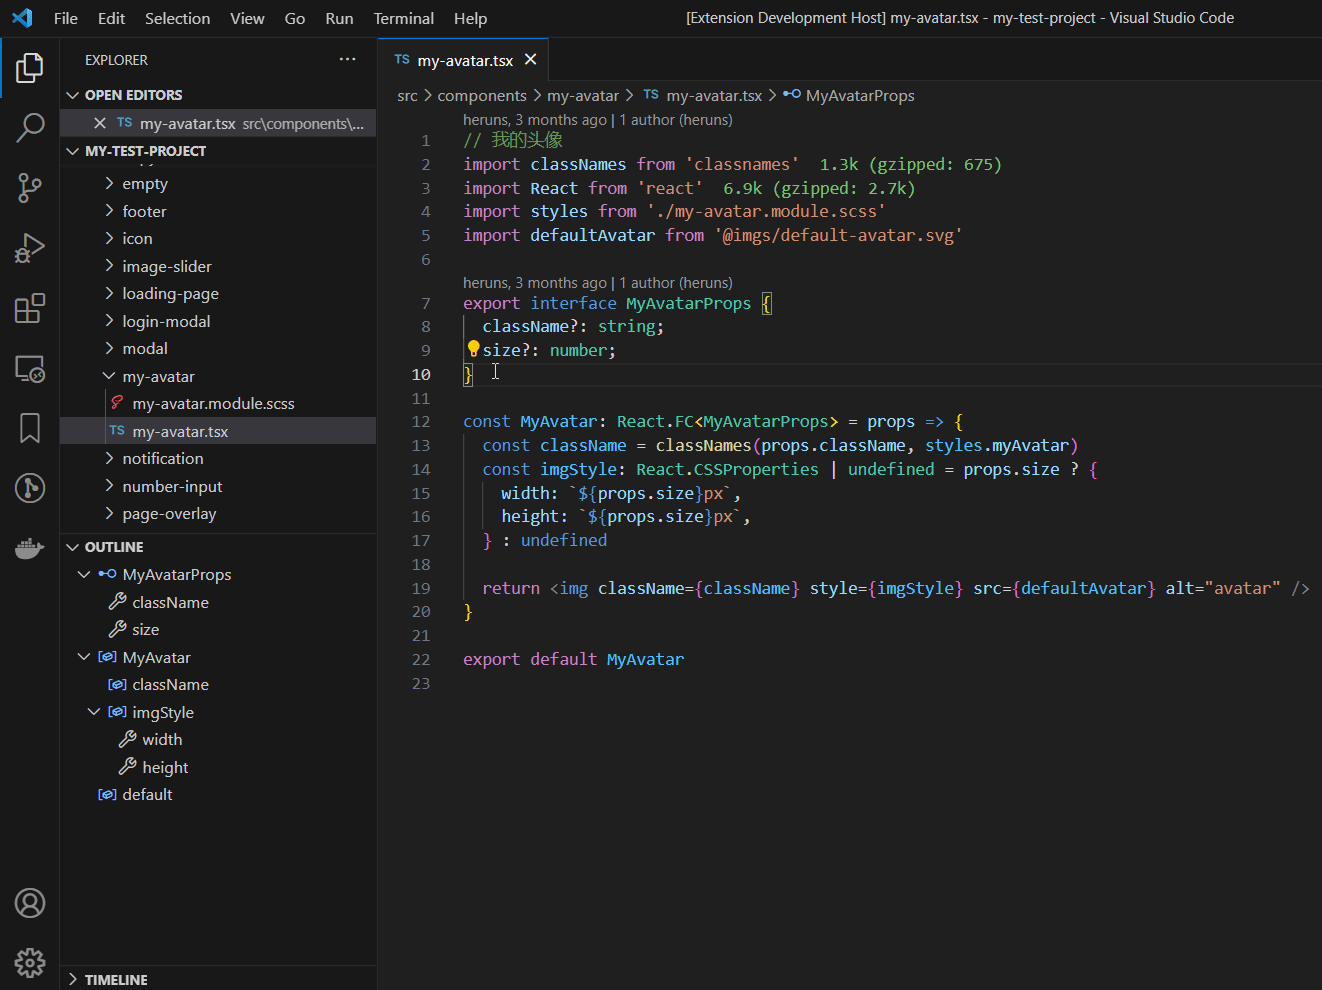 File Edit Selection View Go Run Terminal Help [Extension Development Host] my-avatar.tsx - my-test-project - Visual Studio Code
EXPLORER ···
OPEN EDITORS
TS my-avatar.tsx src\components\...
MY-TEST-PROJECT
empty
footer
icon
image-slider
loading-page
login-modal
modal
my-avatar
my-avatar.module.scss
TS my-avatar.tsx
notification
number-input
page-overlay
OUTLINE
MyAvatarProps
className
size
MyAvatar
className
imgStyle
width
height
default
TIMELINE
TS my-avatar.tsx
src > components > my-avatar > TS my-avatar.tsx > MyAvatarProps
heruns, 3 months ago | 1 author (heruns)
1 // 我的头像
2 import classNames from 'classnames' 1.3k (gzipped: 675)
3 import React from 'react' 6.9k (gzipped: 2.7k)
4 import styles from './my-avatar.module.scss'
5 import defaultAvatar from '@imgs/default-avatar.svg'
6
heruns, 3 months ago | 1 author (heruns)
7 export interface MyAvatarProps {
8 className?: string;
9 size?: number;
10 }
11
12 const MyAvatar: React.FC<MyAvatarProps> = props => {
13 const className = classNames(props.className, styles.myAvatar)
14 const imgStyle: React.CSSProperties | undefined = props.size ? {
15 width: `${props.size}px`,
16 height: `${props.size}px`,
17 } : undefined
18
19 return <img className={className} style={imgStyle} src={defaultAvatar} alt="avatar" />
20 }
21
22 export default MyAvatar
23